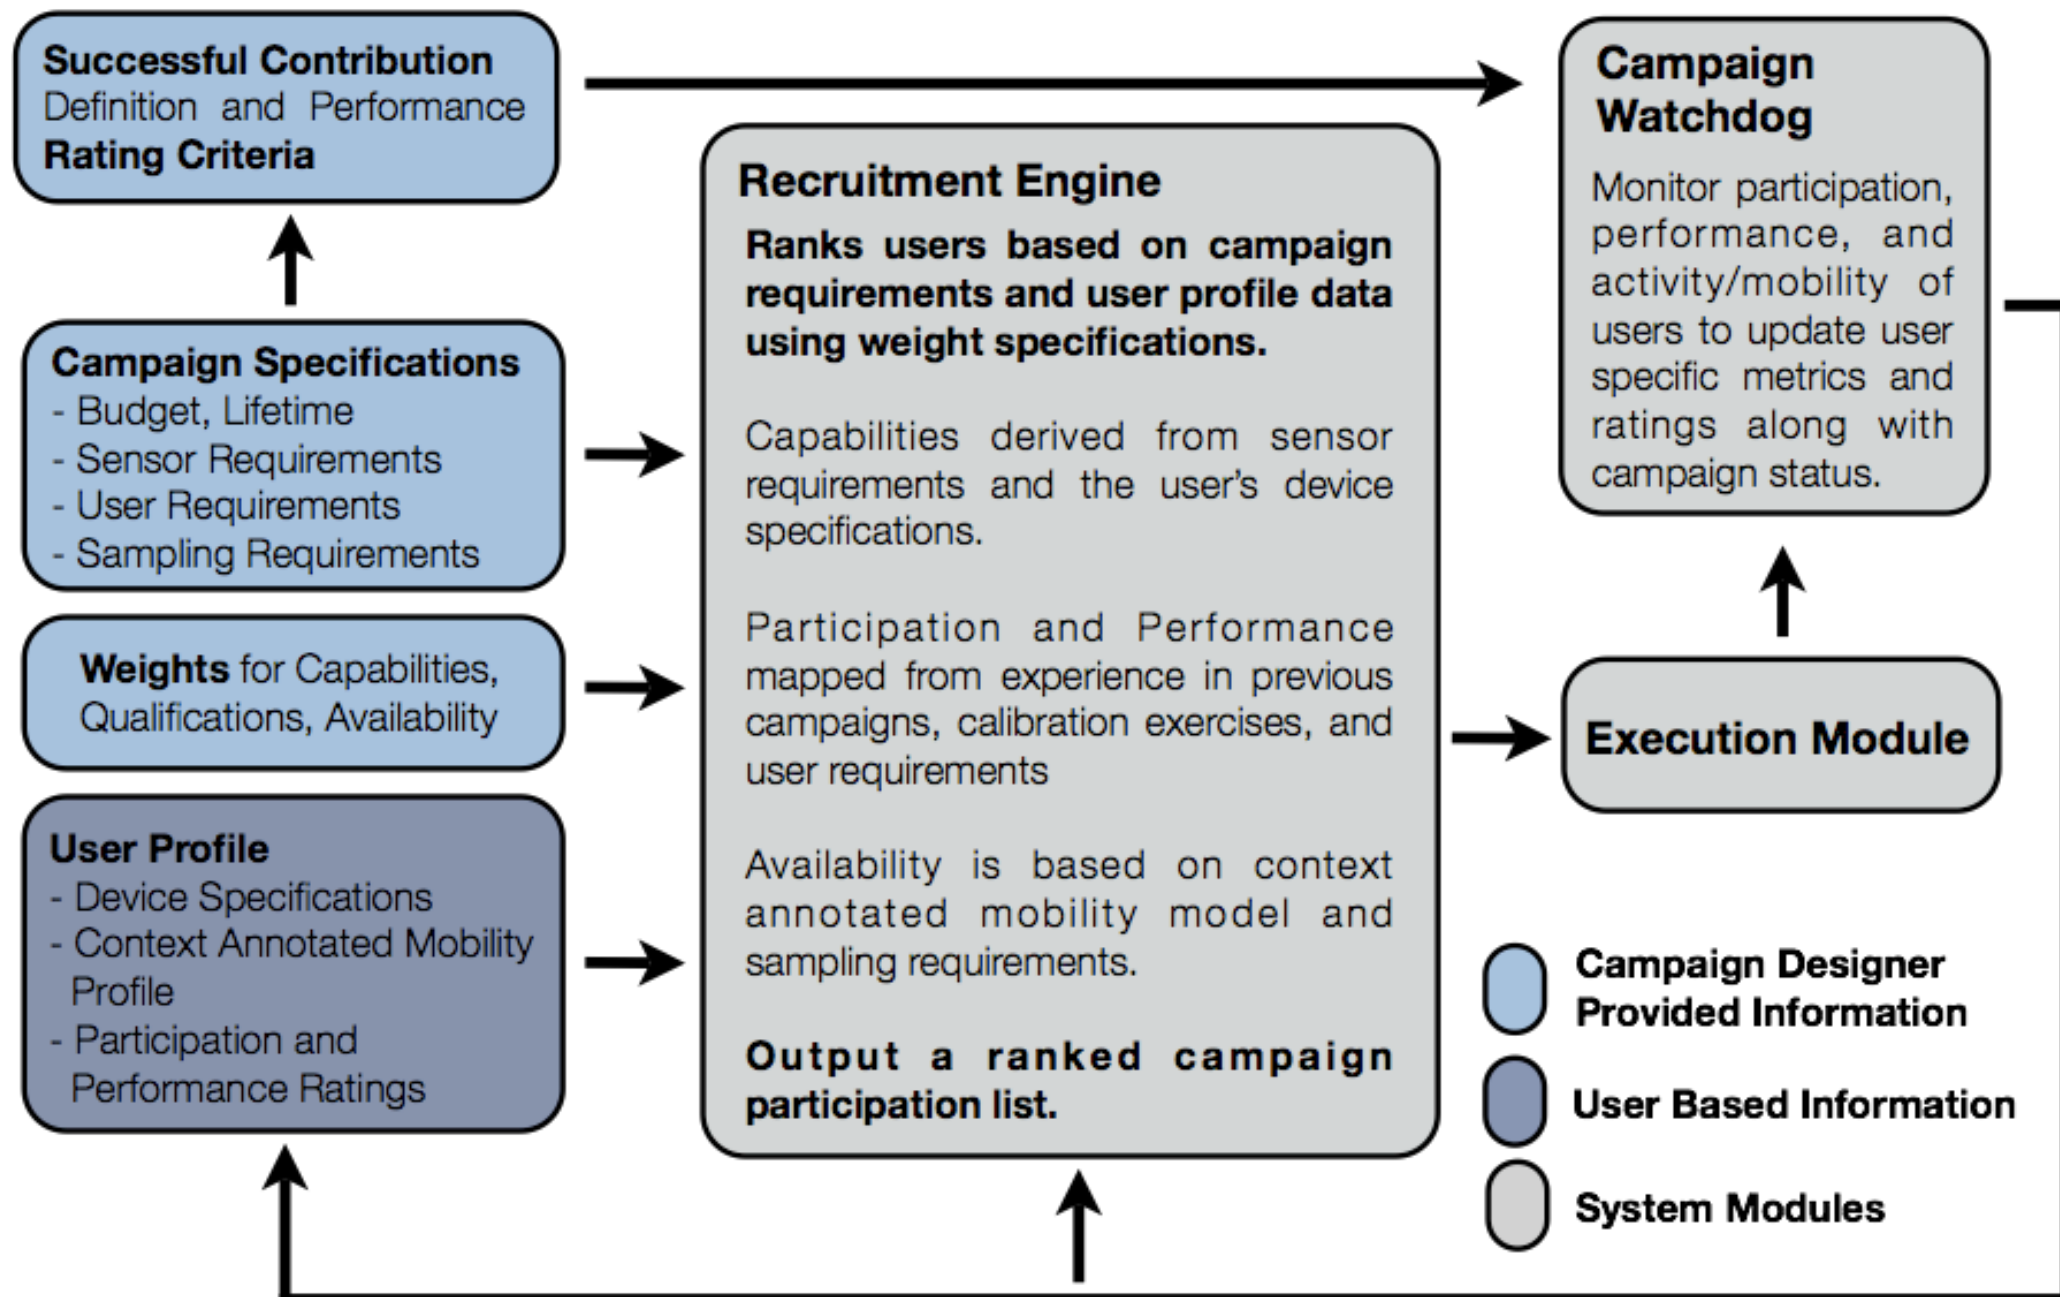 Successful Contribution
Definition and Performance
Rating Criteria
Campaign Specifications
- Budget, Lifetime
- Sensor Requirements
- User Requirements
- Sampling Requirements
Weights for Capabilities,
Qualifications, Availability
User Profile
- Device Specifications
- Context Annotated Mobility
Profile
- Participation and
Performance Ratings
Recruitment Engine
Ranks users based on campaign
requirements and user profile data
using weight specifications.
Capabilities derived from sensor
requirements and the user's device
specifications.
Participation and Performance
mapped from experience in previous
campaigns, calibration exercises, and
user requirements
Availability is based on context
annotated mobility model and
sampling requirements.
Output a ranked campaign
participation list.
Campaign
Watchdog
Monitor participation,
performance, and
activity/mobility of
users to update user
specific metrics and
ratings along with
campaign status.
Execution Module
Campaign Designer
Provided Information
User Based Information
System Modules